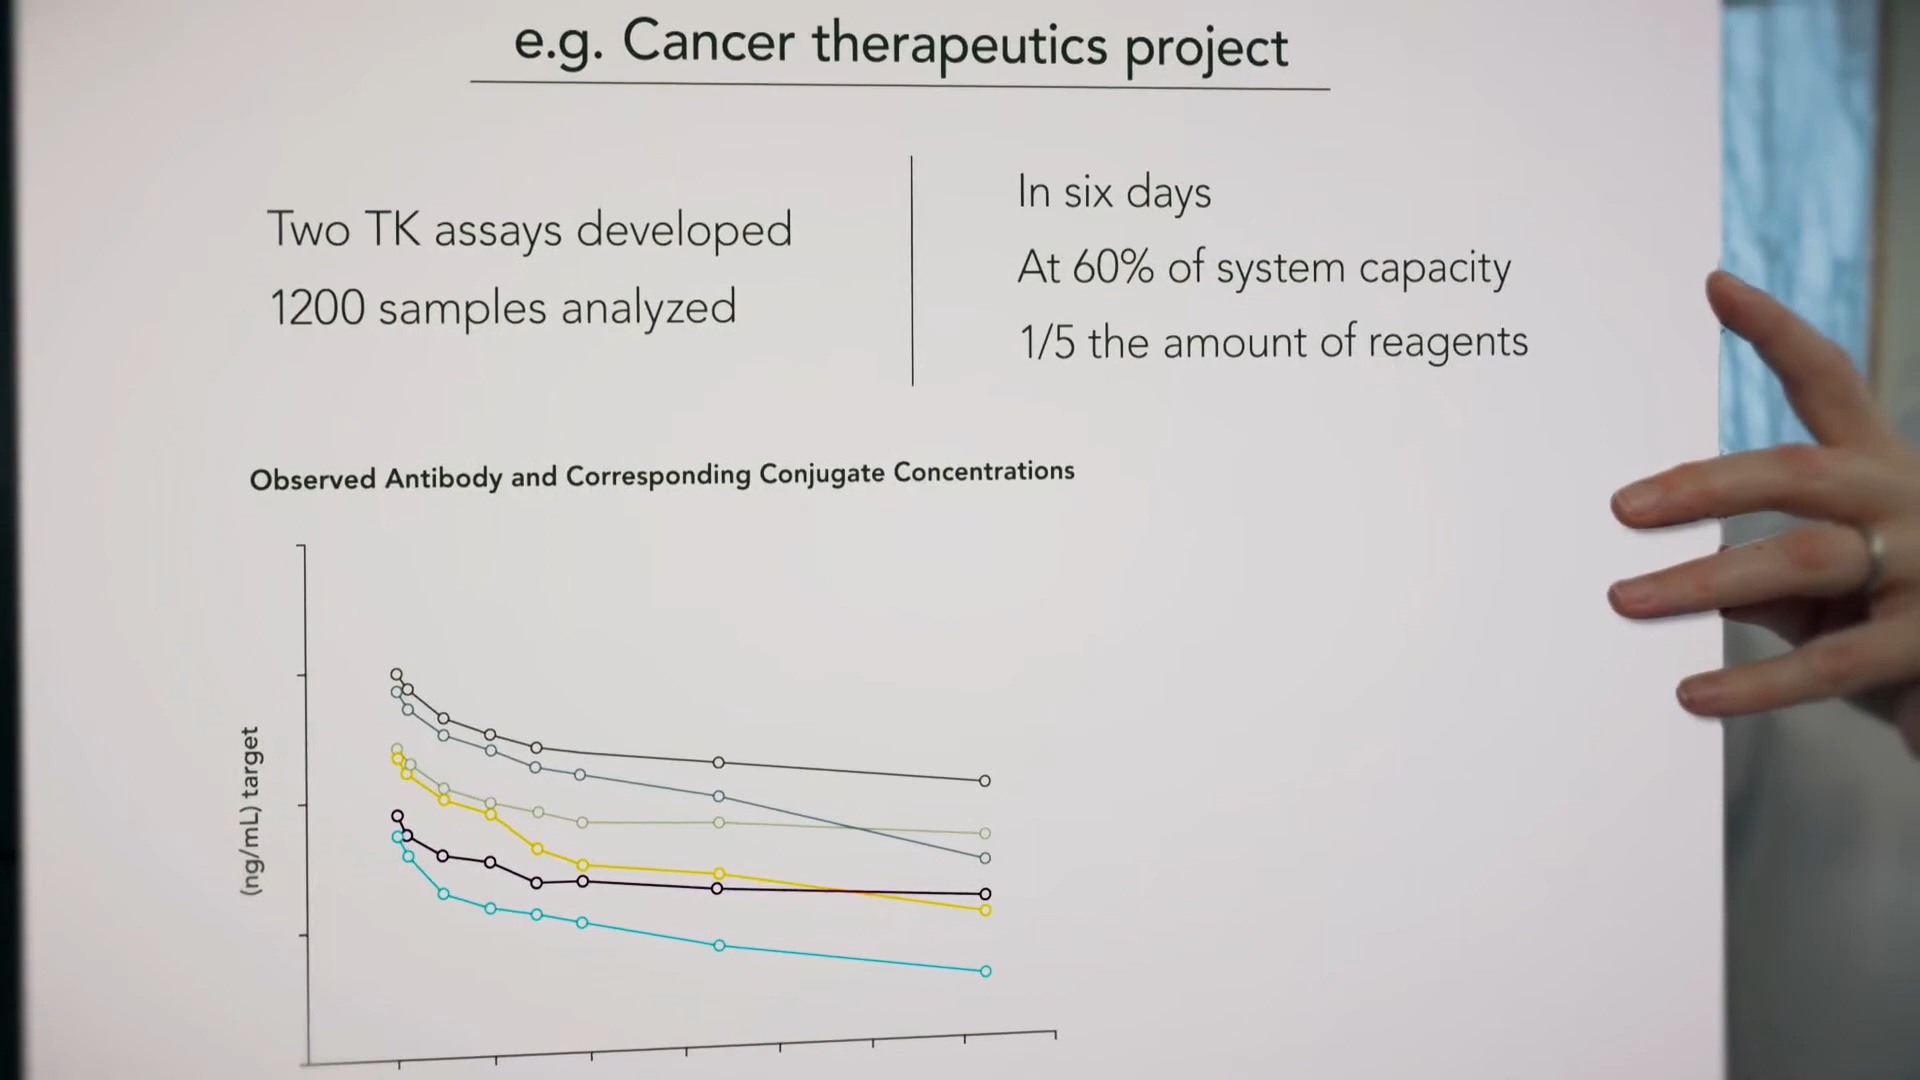 e.g. Cancer therapeutics project
Two TK assays developed
1200 samples analyzed
In six days
At 60% of system capacity
1/5 the amount of reagents
Observed Antibody and Corresponding Conjugate Concentrations
(ng/mL) target